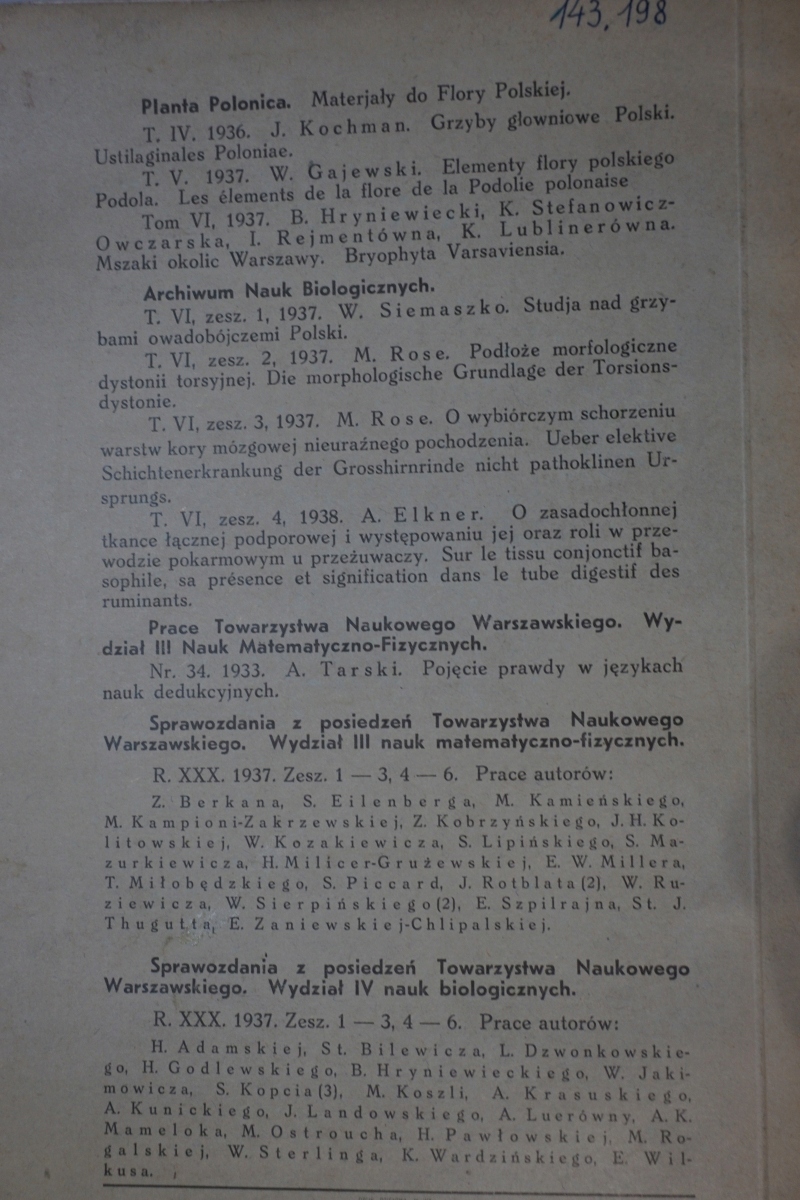 143,198
Planta Polonica. Materjały do Flory Polskiej.
T. IV. 1936. J. Kochman. Grzyby głowniowe Polski.
Ustilaginales Poloniae.
T. V. 1937. W. Gajewski. Elementy flory polskiego
Podola. Les élements de la flore de la Podolie polonaise
Tom VI, 1937. B. Hryniewiecki, K. Stefanowicz-
Owczarska, I. Rejmentówna, K. Lublinerówna.
Mszaki okolic Warszawy. Bryophyta Varsaviensia.
Archiwum Nauk Biologicznych.
T. VI, zesz. 1, 1937. W. Siemaszko. Studja nad grzy-
bami owadobójczemi Polski.
T. VI, zesz. 2, 1937. M. Rose. Podłoże morfologiczne
dystonii torsyjnej. Die morphologische Grundlage der Torsions-
dystonie.
T. VI, zesz. 3, 1937. M. Rose. O wybiórczym schorzeniu
warstw kory mózgowej nieuraźnego pochodzenia. Ueber elektive
Schichtenerkrankung der Grosshirnrinde nicht pathoklinen Ur-
sprungs.
T. VI, zesz. 4, 1938. A. Elkner. O zasadochłonnej
tkance łącznej podporowej i występowaniu jej oraz roli w prze-
wodzie pokarmowym u przeżuwaczy. Sur le tissu conjonctif ba-
sophile, sa présence et signification dans le tube digestif des
ruminants.
Prace Towarzystwa Naukowego Warszawskiego. Wy-
dział III Nauk Matematyczno-Fizycznych.
Nr. 34. 1933. A. Tarski. Pojęcie prawdy w językach
nauk dedukcyjnych.
Sprawozdania z posiedzeń Towarzystwa Naukowego
Warszawskiego. Wydział III nauk matematyczno-fizycznych.
R. XXX. 1937. Zesz. 1 — 3, 4 — 6. Prace autorów:
Z. Berkana, S. Eilenberga, M. Kamieńskiego,
M. Kampioni-Zakrzewskiej, Z. Kobrzyńskiego, J. H. Ko-
litowskiej, W. Kozakiewicza, S. Lipińskiego, S. Ma-
zurkiewicza, H. Milicer-Grużewskiej, E. W. Millera,
T. Miłobędzkiego, S. Piccard, J. Rotblata (2), W. Ru-
ziewicza, W. Sierpińskiego (2), E. Szpilrajna, St. J.
Thugutta, E. Zaniewskiej-Chlipalskiej.
Sprawozdania z posiedzeń Towarzystwa Naukowego
Warszawskiego. Wydział IV nauk biologicznych.
R. XXX. 1937. Zesz. 1 — 3, 4 — 6. Prace autorów:
H. Adamskiej, St. Bilewicza, L. Dzwonkowskie-
go, H. Godlewskiego, B. Hryniewieckiego, W. Jaki-
mowicza, S. Kopcia (3), M. Koszli, A. Krasuskiego,
A. Kunickiego, J. Landowskiego, A. Luerówny, A. K.
Mameloka, M. Ostroucha, H. Pawłowskiej, M. Ro-
galskiej, W. Sterlinga, K. Wardzińskiego, E. Wil-
kusa.